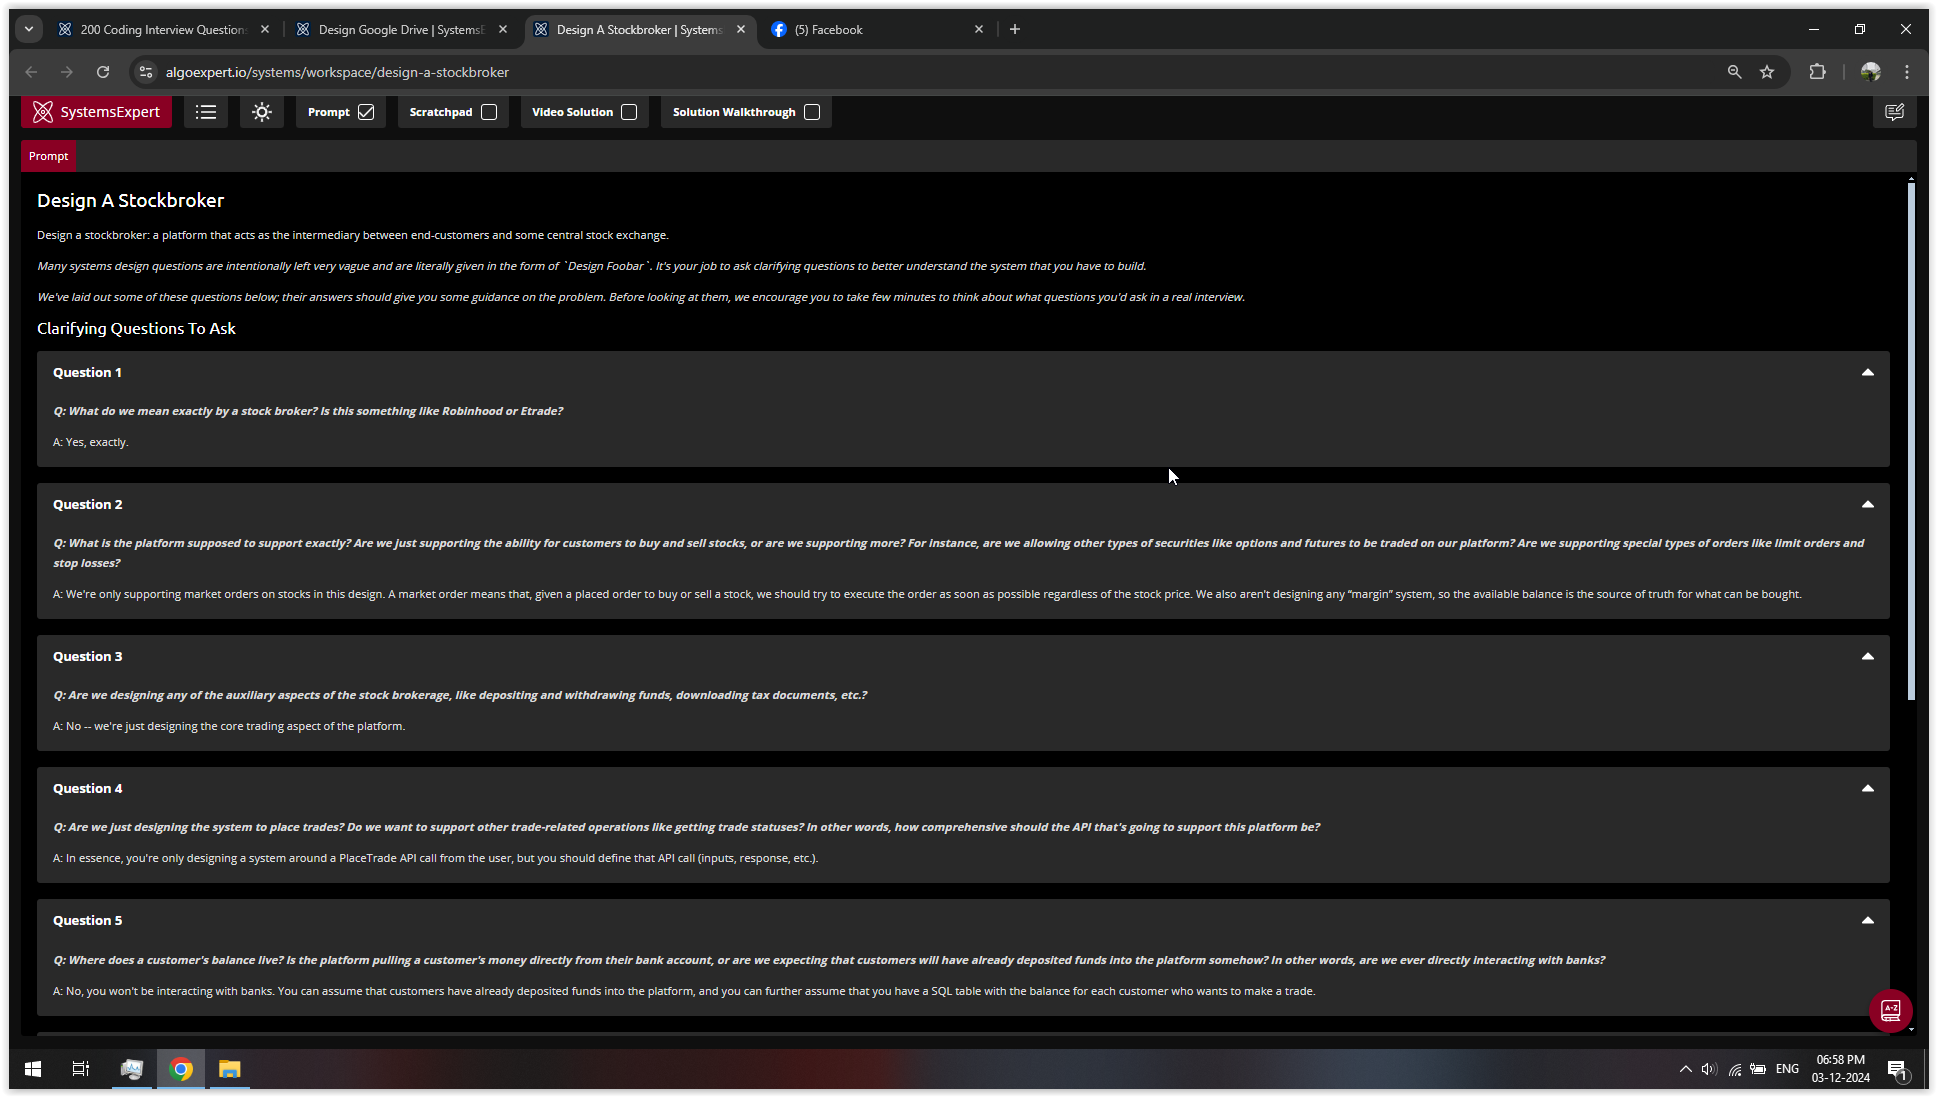 200 Coding Interview Question
Design Google Drive | SystemsE
Design A Stockbroker | Systems
(5) Facebook
algoexpert.io/systems/workspace/design-a-stockbroker
SystemsExpert
Prompt
Scratchpad
Video Solution
Solution Walkthrough
Prompt
Design A Stockbroker
Design a stockbroker: a platform that acts as the intermediary between end-customers and some central stock exchange.
Many systems design questions are intentionally left very vague and are literally given in the form of `Design Foobar`. It's your job to ask clarifying questions to better understand the system that you have to build.
We've laid out some of these questions below; their answers should give you some guidance on the problem. Before looking at them, we encourage you to take few minutes to think about what questions you'd ask in a real interview.
Clarifying Questions To Ask
Question 1
Q: What do we mean exactly by a stock broker? Is this something like Robinhood or Etrade?
A: Yes, exactly.
Question 2
Q: What is the platform supposed to support exactly? Are we just supporting the ability for customers to buy and sell stocks, or are we supporting more? For instance, are we allowing other types of securities like options and futures to be traded on our platform? Are we supporting special types of orders like limit orders and
stop losses?
A: We're only supporting market orders on stocks in this design. A market order means that, given a placed order to buy or sell a stock, we should try to execute the order as soon as possible regardless of the stock price. We also aren't designing any “margin” system, so the available balance is the source of truth for what can be bought.
Question 3
Q: Are we designing any of the auxiliary aspects of the stock brokerage, like depositing and withdrawing funds, downloading tax documents, etc.?
A: No -- we're just designing the core trading aspect of the platform.
Question 4
Q: Are we just designing the system to place trades? Do we want to support other trade-related operations like getting trade statuses? In other words, how comprehensive should the API that's going to support this platform be?
A: In essence, you're only designing a system around a PlaceTrade API call from the user, but you should define that API call (inputs, response, etc.).
Question 5
Q: Where does a customer's balance live? Is the platform pulling a customer's money directly from their bank account, or are we expecting that customers will have already deposited funds into the platform somehow? In other words, are we ever directly interacting with banks?
A: No, you won't be interacting with banks. You can assume that customers have already deposited funds into the platform, and you can further assume that you have a SQL table with the balance for each customer who wants to make a trade.
A-Z
ENG
06:58 PM
03-12-2024
1